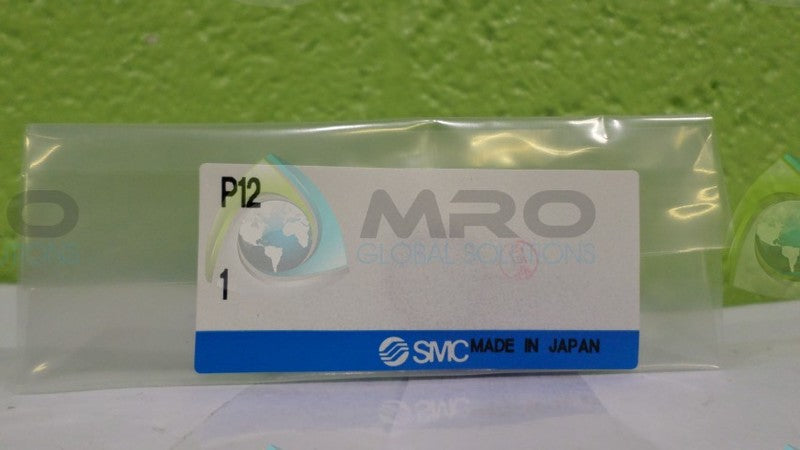 P12
MRO
GLOBAL SOLUTIONS
1
SMC MADE IN JAPAN